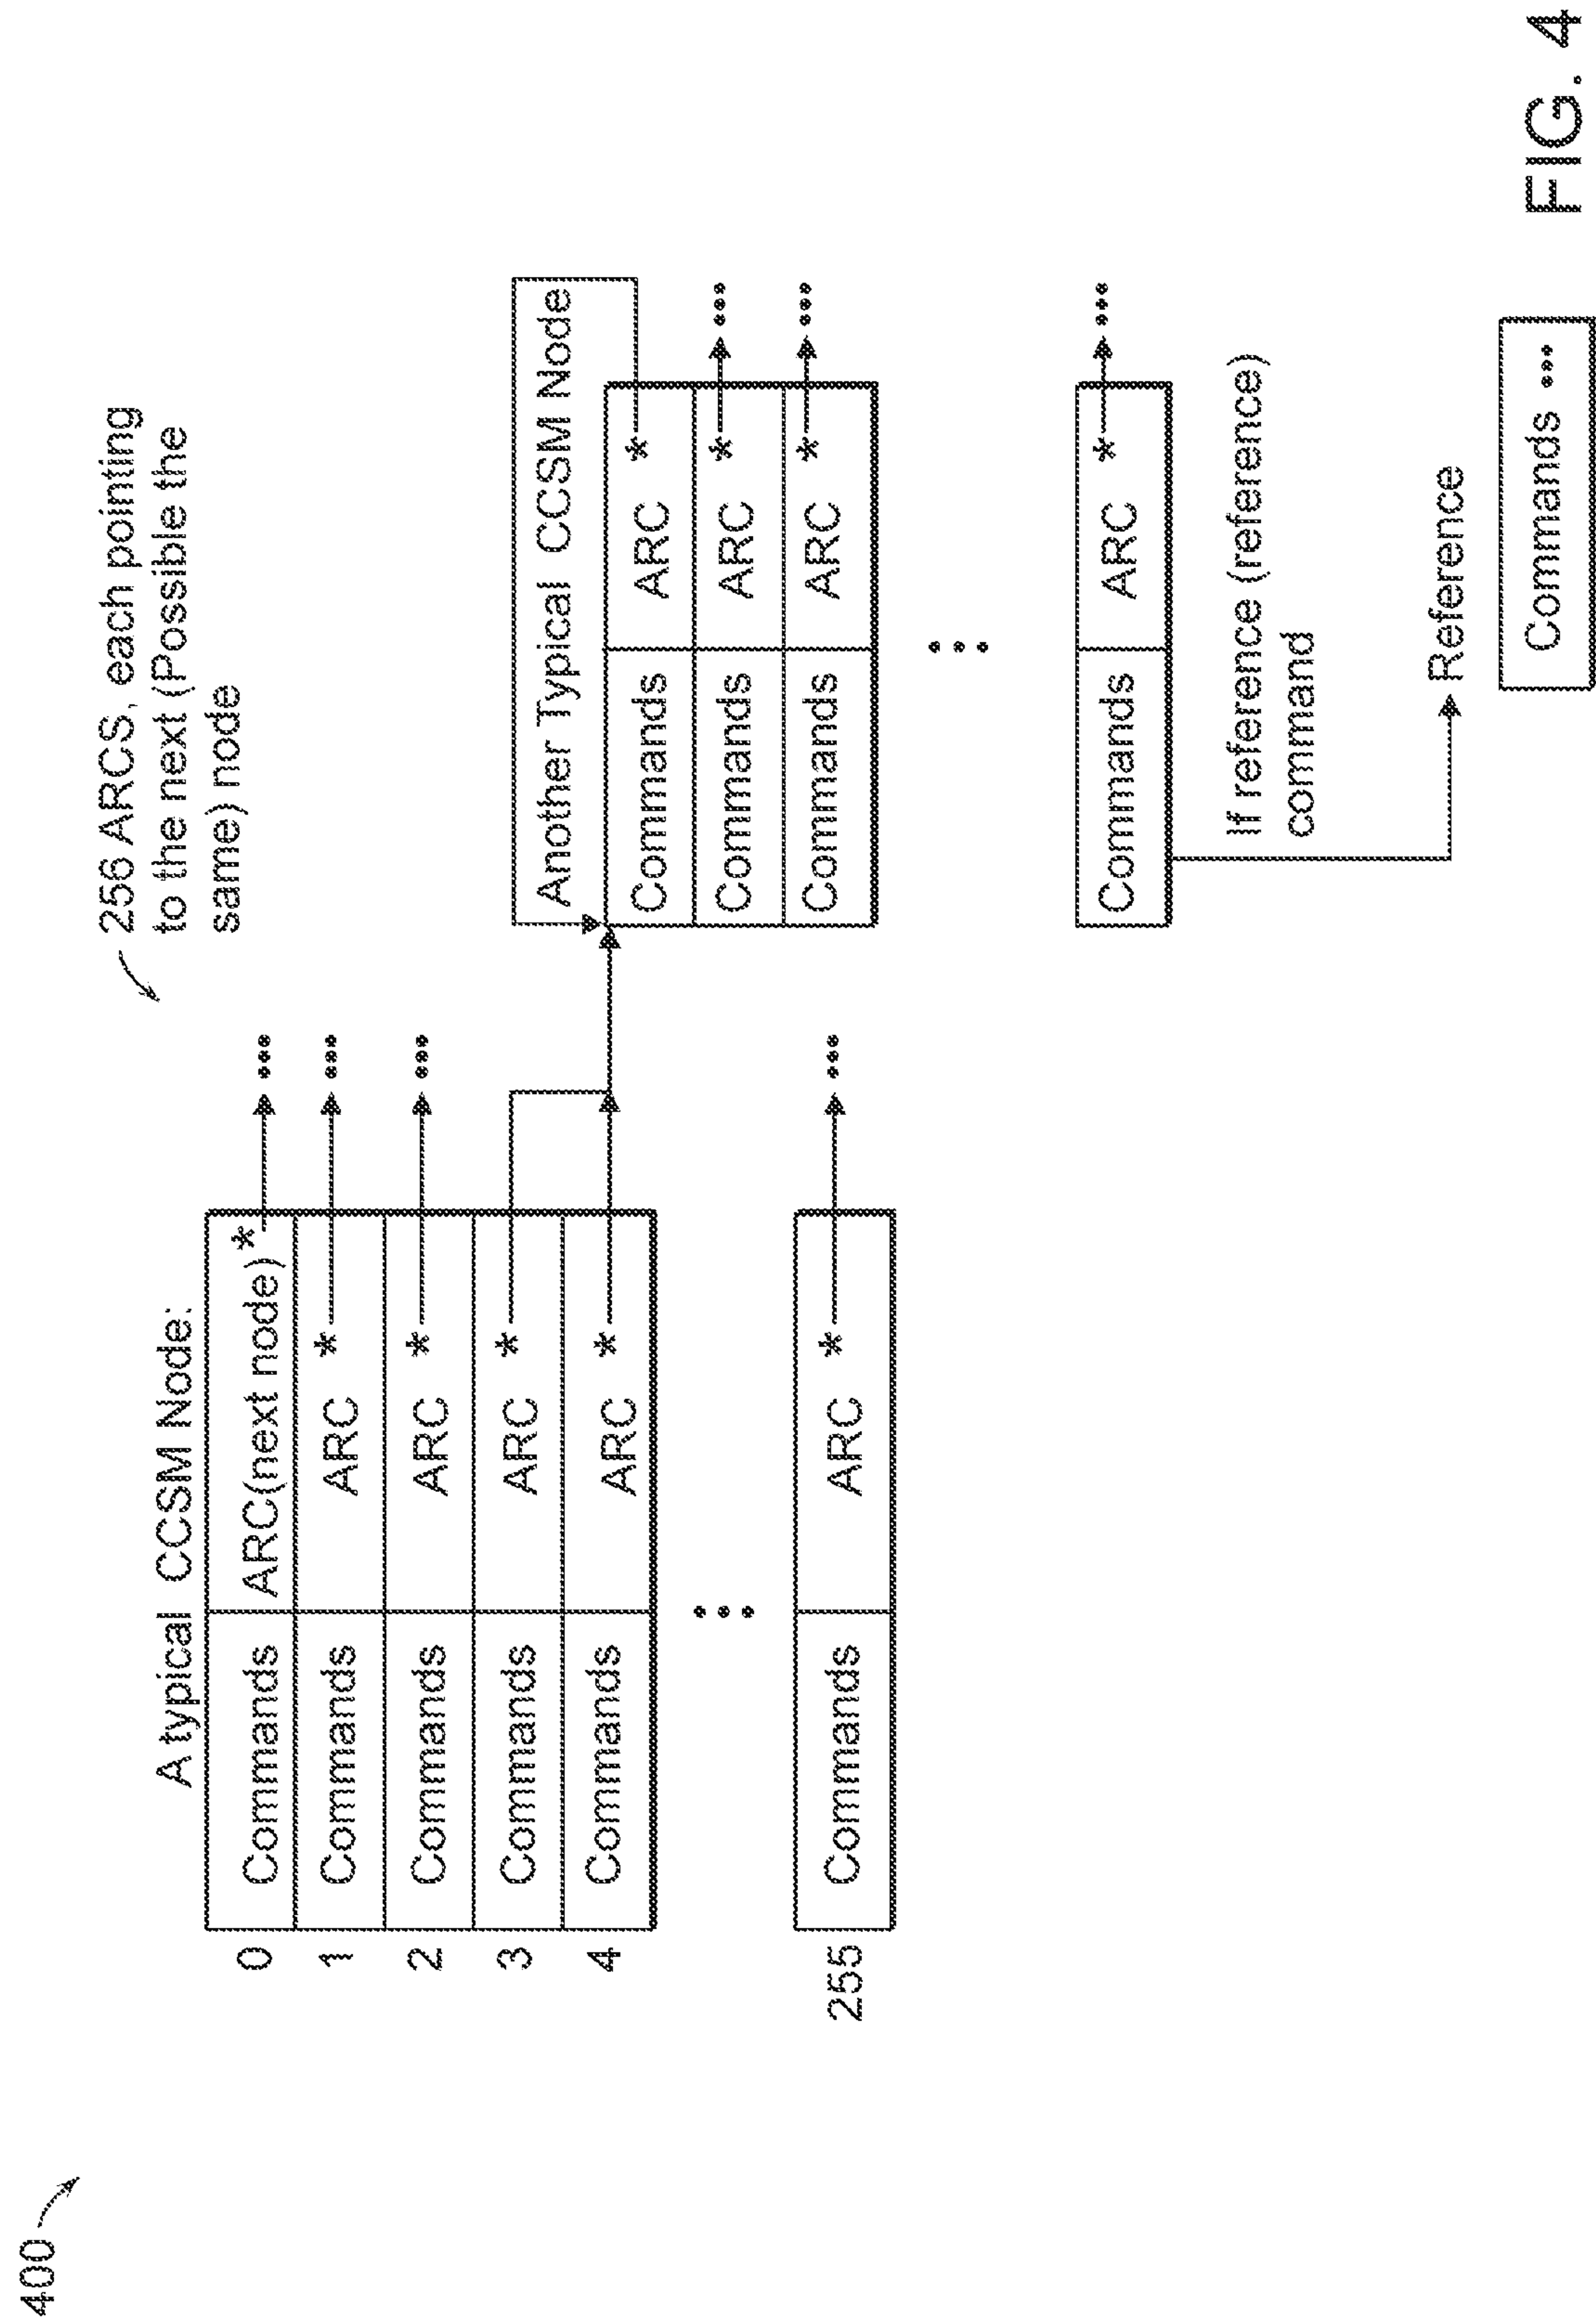 400
256 ARCS, each pointing
to the next (Possible the
same) node
A typical CCSM Node:
0 Commands ARC(next node)* •••
1 Commands ARC * •••
2 Commands ARC * •••
3 Commands ARC *
4 Commands ARC *
•••
255 Commands ARC * •••
Another Typical CCSM Node
Commands ARC *
Commands ARC * •••
Commands ARC * •••
•••
Commands ARC * •••
If reference (reference)
command
Reference
Commands •••
FIG. 4